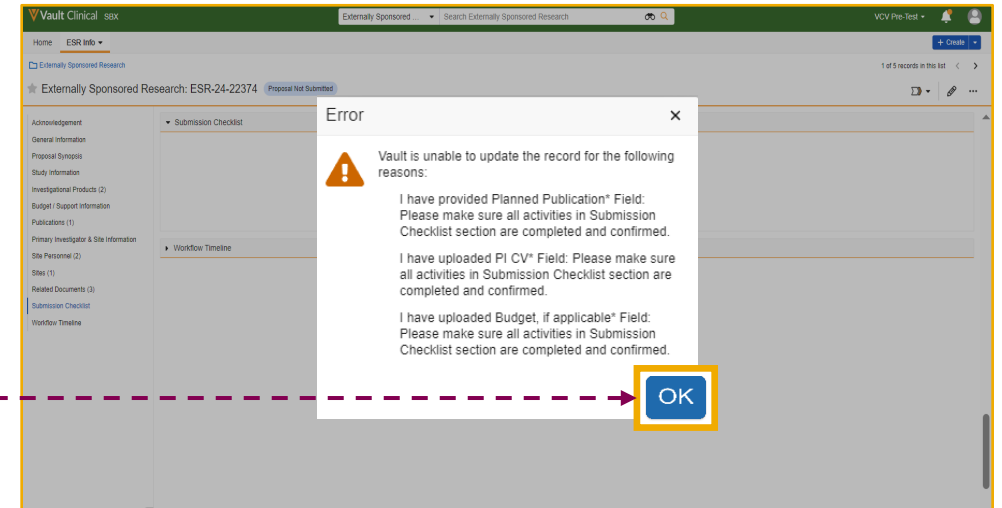 Vault Clinical SBX
Externally Sponsored ... Search Externally Sponsored Research
VCV Pre-Test
Home ESR Info
+ Create
Externally Sponsored Research
1 of 5 records in this list
Externally Sponsored Research: ESR-24-22374 Proposal Not Submitted
Acknowledgement
General Information
Proposal Synopsis
Study Information
Investigational Products (2)
Budget / Support Information
Publications (1)
Primary Investigator & Site Information
Site Personnel (2)
Sites (1)
Related Documents (3)
Submission Checklist
Workflow Timeline
Submission Checklist
Workflow Timeline
Error
Vault is unable to update the record for the following
reasons:
I have provided Planned Publication* Field:
Please make sure all activities in Submission
Checklist section are completed and confirmed.
I have uploaded PI CV* Field: Please make sure
all activities in Submission Checklist section are
completed and confirmed.
I have uploaded Budget, if applicable* Field:
Please make sure all activities in Submission
Checklist section are completed and confirmed.
OK